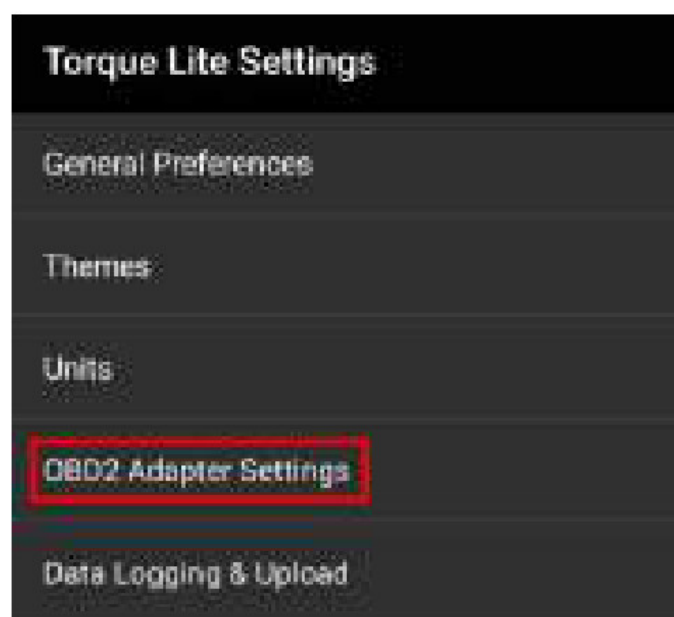 Torque Lite Settings
General Preferences
Themes
Units
OBD2 Adapter Settings
Data Logging & Upload